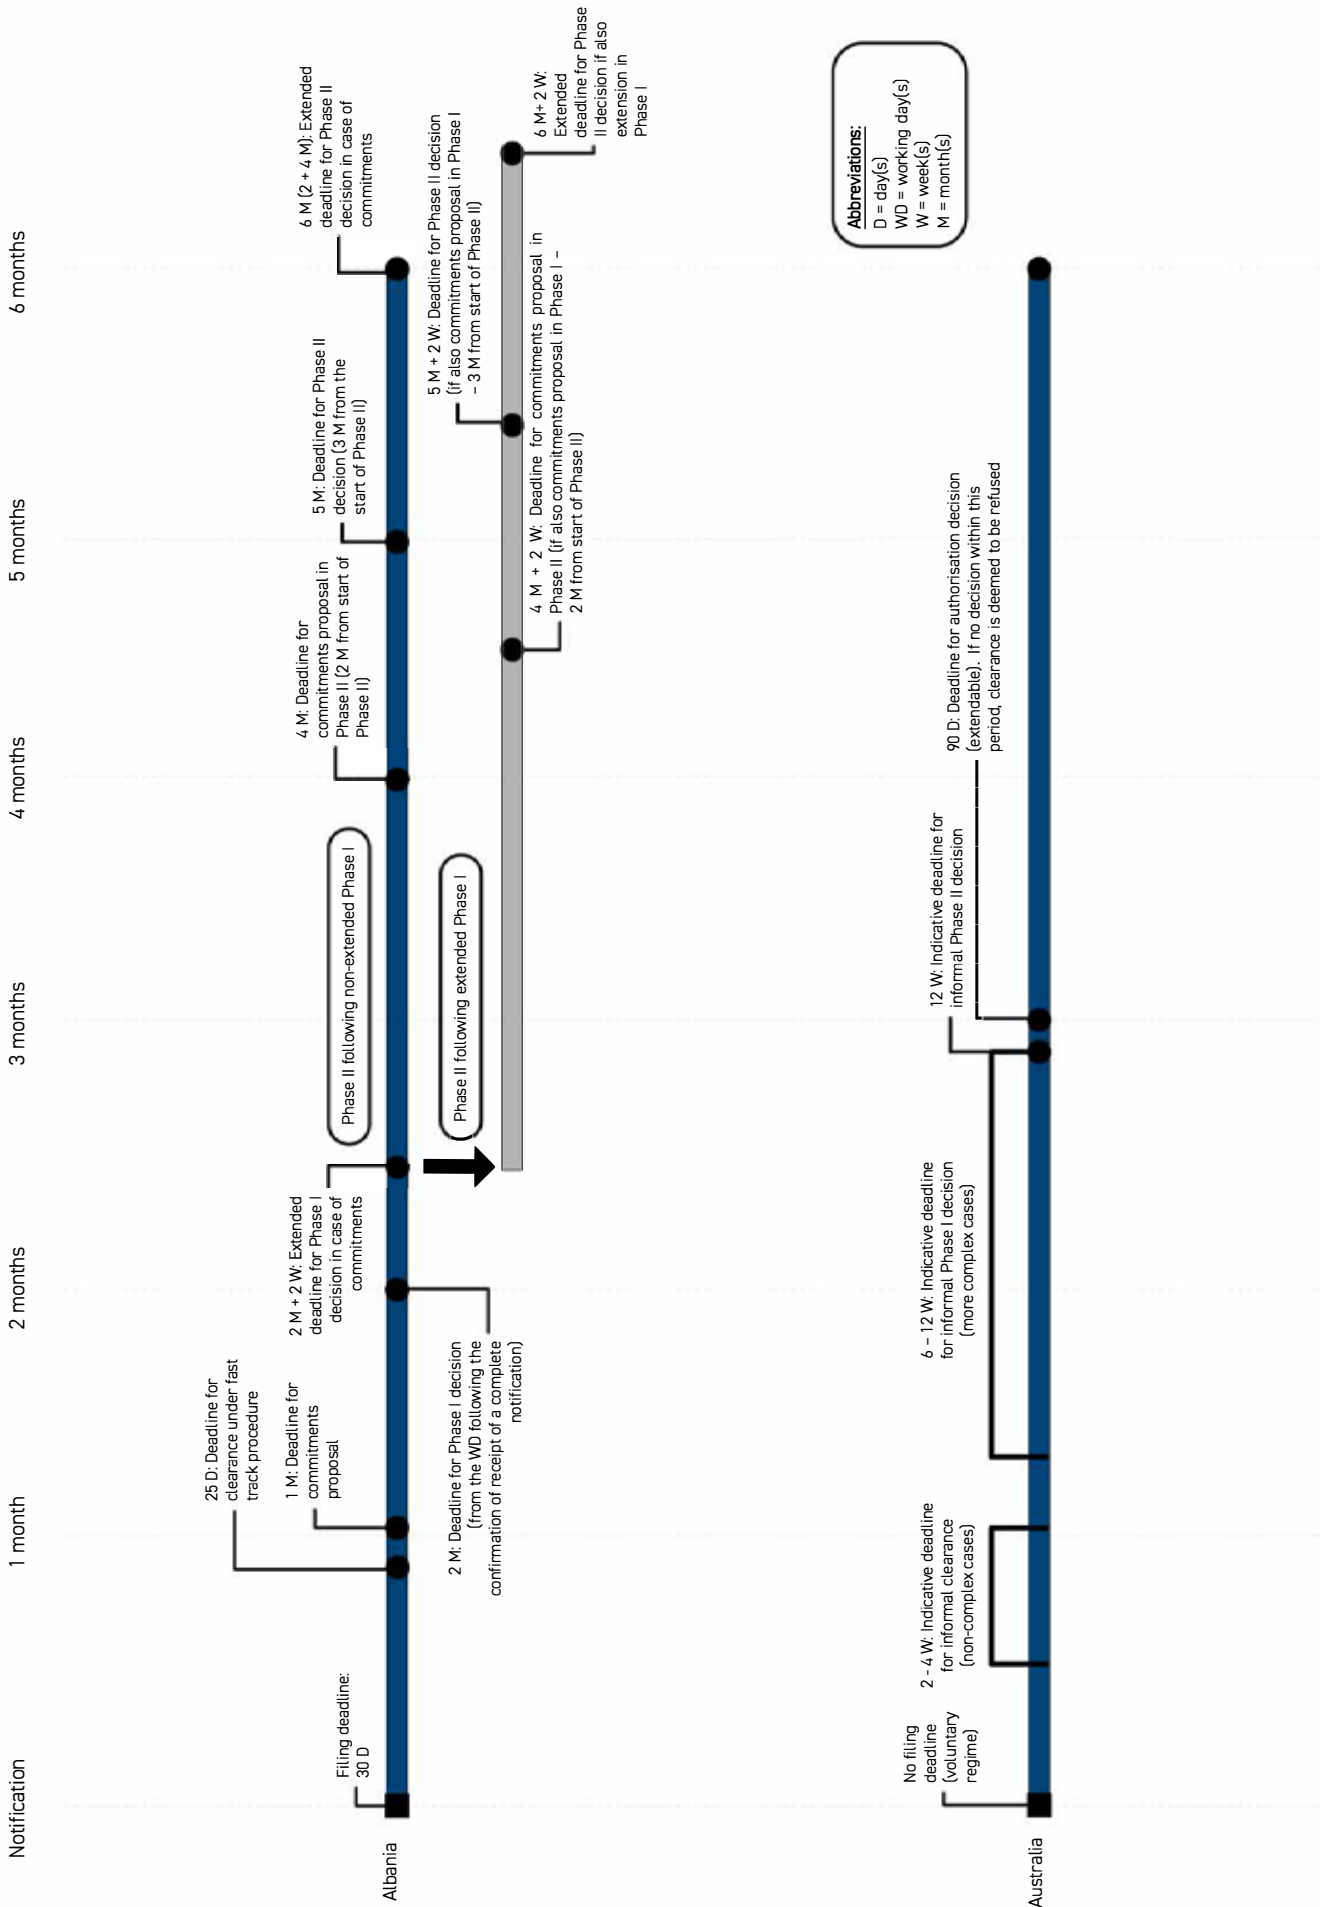 Notification
1 month
2 months
3 months
4 months
5 months
6 months
Albania
Filing deadline:
30 D
25 D: Deadline for
clearance under fast
track procedure
1 M: Deadline for
commitments
proposal
2 M: Deadline for Phase I decision
(from the WD following the
confirmation of receipt of a complete
notification)
2 M + 2 W: Extended
deadline for Phase I
decision in case of
commitments
Phase II following non-extended Phase I
Phase II following extended Phase I
4 M: Deadline for
commitments proposal in
Phase II (2 M from start of
Phase II)
5 M: Deadline for Phase II
decision (3 M from the
start of Phase II)
6 M (2 + 4 M): Extended
deadline for Phase II
decision in case of
commitments
4 M + 2 W: Deadline for commitments proposal in
Phase II (if also commitments proposal in Phase I –
2 M from start of Phase II)
5 M + 2 W: Deadline for Phase II decision
(if also commitments proposal in Phase I
– 3 M from start of Phase II)
6 M+ 2 W:
Extended
deadline for Phase
II decision if also
extension in
Phase I
Australia
No filing
deadline
(voluntary
regime)
2 - 4 W: Indicative deadline
for informal clearance
(non-complex cases)
6 – 12 W: Indicative deadline
for informal Phase I decision
(more complex cases)
12 W: Indicative deadline for
informal Phase II decision
90 D: Deadline for authorisation decision
(extendable). If no decision within this
period, clearance is deemed to be refused
Abbreviations:
D = day(s)
WD = working day(s)
W = week(s)
M = month(s)